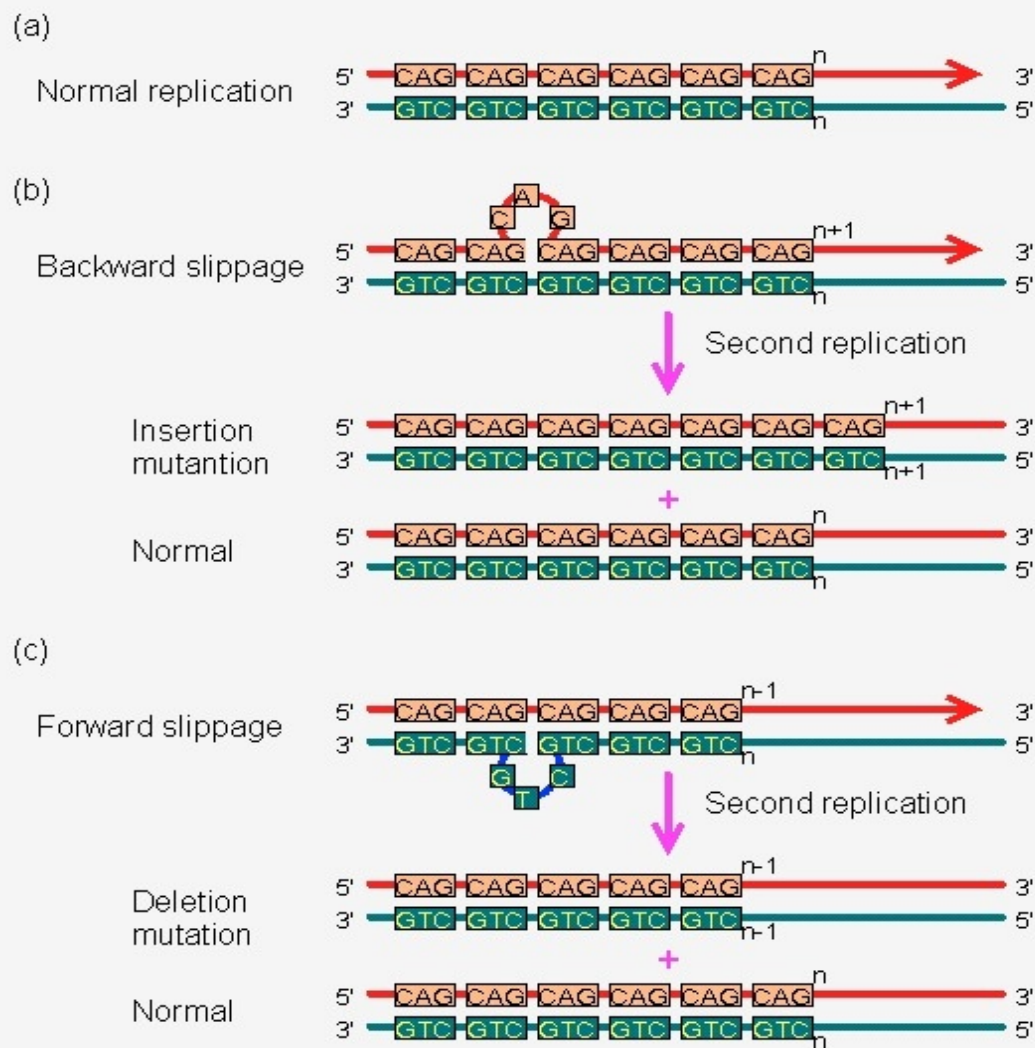 (a)
n
5' CAG CAG CAG CAG CAG CAG 3'
Normal replication
3' GTC GTC GTC GTC GTC GTC 5'
n
(b)
A
C G
n+1
5' CAG CAG CAG CAG CAG CAG 3'
Backward slippage
3' GTC GTC GTC GTC GTC GTC 5'
n
Second replication
n+1
Insertion
5' CAG CAG CAG CAG CAG CAG CAG 3'
mutantion
3' GTC GTC GTC GTC GTC GTC GTC 5'
n+1
+
n
5' CAG CAG CAG CAG CAG CAG 3'
Normal
3' GTC GTC GTC GTC GTC GTC 5'
n
(c)
n-1
5' CAG CAG CAG CAG CAG 3'
Forward slippage
3' GTC GTC GTC GTC GTC 5'
n
G C
T
Second replication
n-1
5' CAG CAG CAG CAG CAG 3'
Deletion
3' GTC GTC GTC GTC GTC 5'
mutation
n-1
+
n
5' CAG CAG CAG CAG CAG CAG 3'
Normal
3' GTC GTC GTC GTC GTC GTC 5'
n